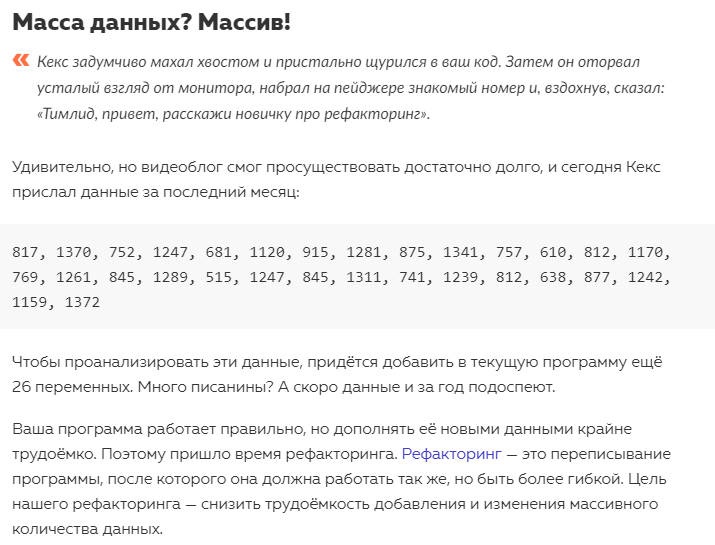 Масса данных? Массив!
« Кекс задумчиво махал хвостом и пристально щурился в ваш код. Затем он оторвал
усталый взгляд от монитора, набрал на пейджере знакомый номер и, вздохнув, сказал:
«Тимлид, привет, расскажи новичку про рефакторинг».
Удивительно, но видеоблог смог просуществовать достаточно долго, и сегодня Кекс
прислал данные за последний месяц:
817, 1370, 752, 1247, 681, 1120, 915, 1281, 875, 1341, 757, 610, 812, 1170,
769, 1261, 845, 1289, 515, 1247, 845, 1311, 741, 1239, 812, 638, 877, 1242,
1159, 1372
Чтобы проанализировать эти данные, придётся добавить в текущую программу ещё
26 переменных. Много писанины? А скоро данные и за год подоспеют.
Ваша программа работает правильно, но дополнять её новыми данными крайне
трудоёмко. Поэтому пришло время рефакторинга. Рефакторинг — это переписывание
программы, после которого она должна работать так же, но быть более гибкой. Цель
нашего рефакторинга — снизить трудоёмкость добавления и изменения массивного
количества данных.